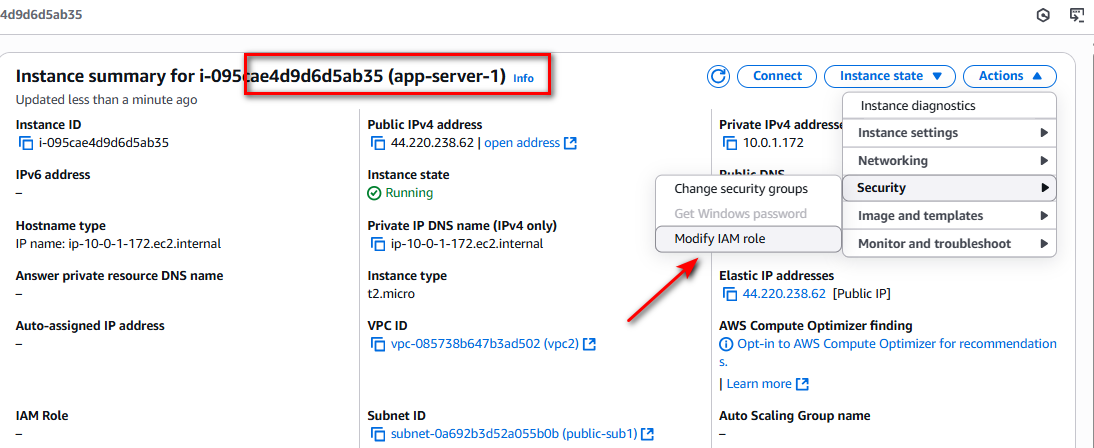 4d9d6d5ab35
Instance summary for i-095cae4d9d6d5ab35 (app-server-1) Info
Connect
Instance state
Actions
Updated less than a minute ago
Instance diagnostics
Instance settings
Networking
Security
Image and templates
Monitor and troubleshoot
Change security groups
Get Windows password
Modify IAM role
Instance ID
i-095cae4d9d6d5ab35
Public IPv4 address
44.220.238.62 | open address
Private IPv4 addresse
10.0.1.172
IPv6 address
–
Instance state
Running
Public DNS
Hostname type
IP name: ip-10-0-1-172.ec2.internal
Private IP DNS name (IPv4 only)
ip-10-0-1-172.ec2.internal
Answer private resource DNS name
–
Instance type
t2.micro
Elastic IP addresses
44.220.238.62 [Public IP]
Auto-assigned IP address
–
VPC ID
vpc-085738b647b3ad502 (vpc2)
AWS Compute Optimizer finding
Opt-in to AWS Compute Optimizer for recommendation
s.
| Learn more
IAM Role
–
Subnet ID
subnet-0a692b3d52a055b0b (public-sub1)
Auto Scaling Group name
–